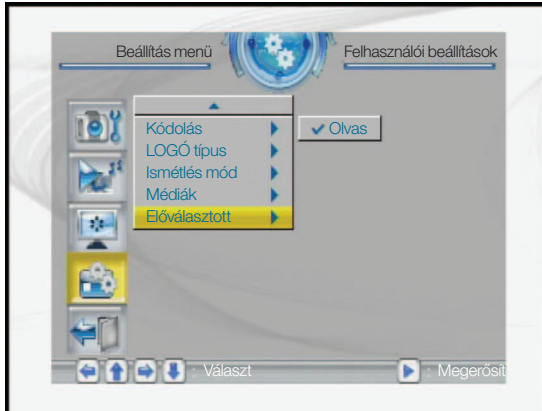 Beállítás menü
Felhasználói beállítások
Kódolás
Olvas
LOGÓ típus
Ismétlés mód
Médiák
Előválasztott
: Választ
: Megerősít